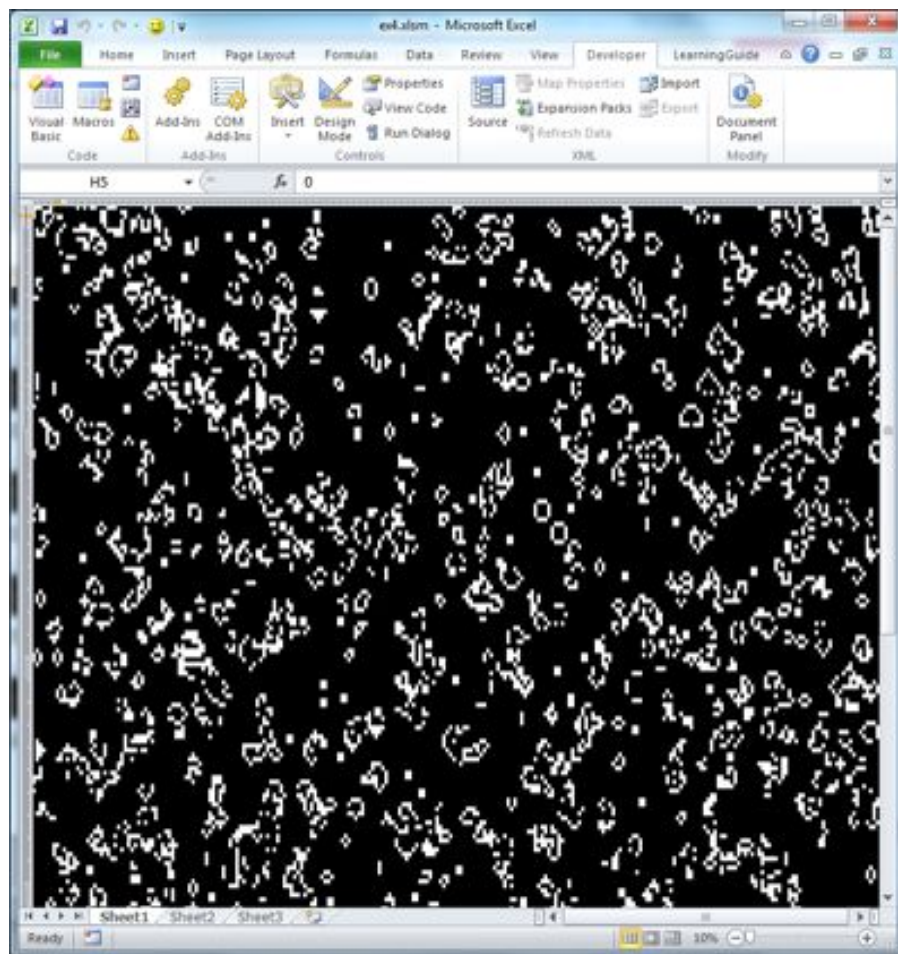 ex4.xlsm - Microsoft Excel
File Home Insert Page Layout Formulas Data Review View Developer LearningGuide
Visual Basic Macros Add-Ins COM Add-Ins Insert Design Mode Properties View Code Run Dialog Source Map Properties Expansion Packs Refresh Data Import Export Document Panel
Code Add-Ins Controls XML Modify
H5 fx 0
Sheet1 Sheet2 Sheet3
Ready 10%